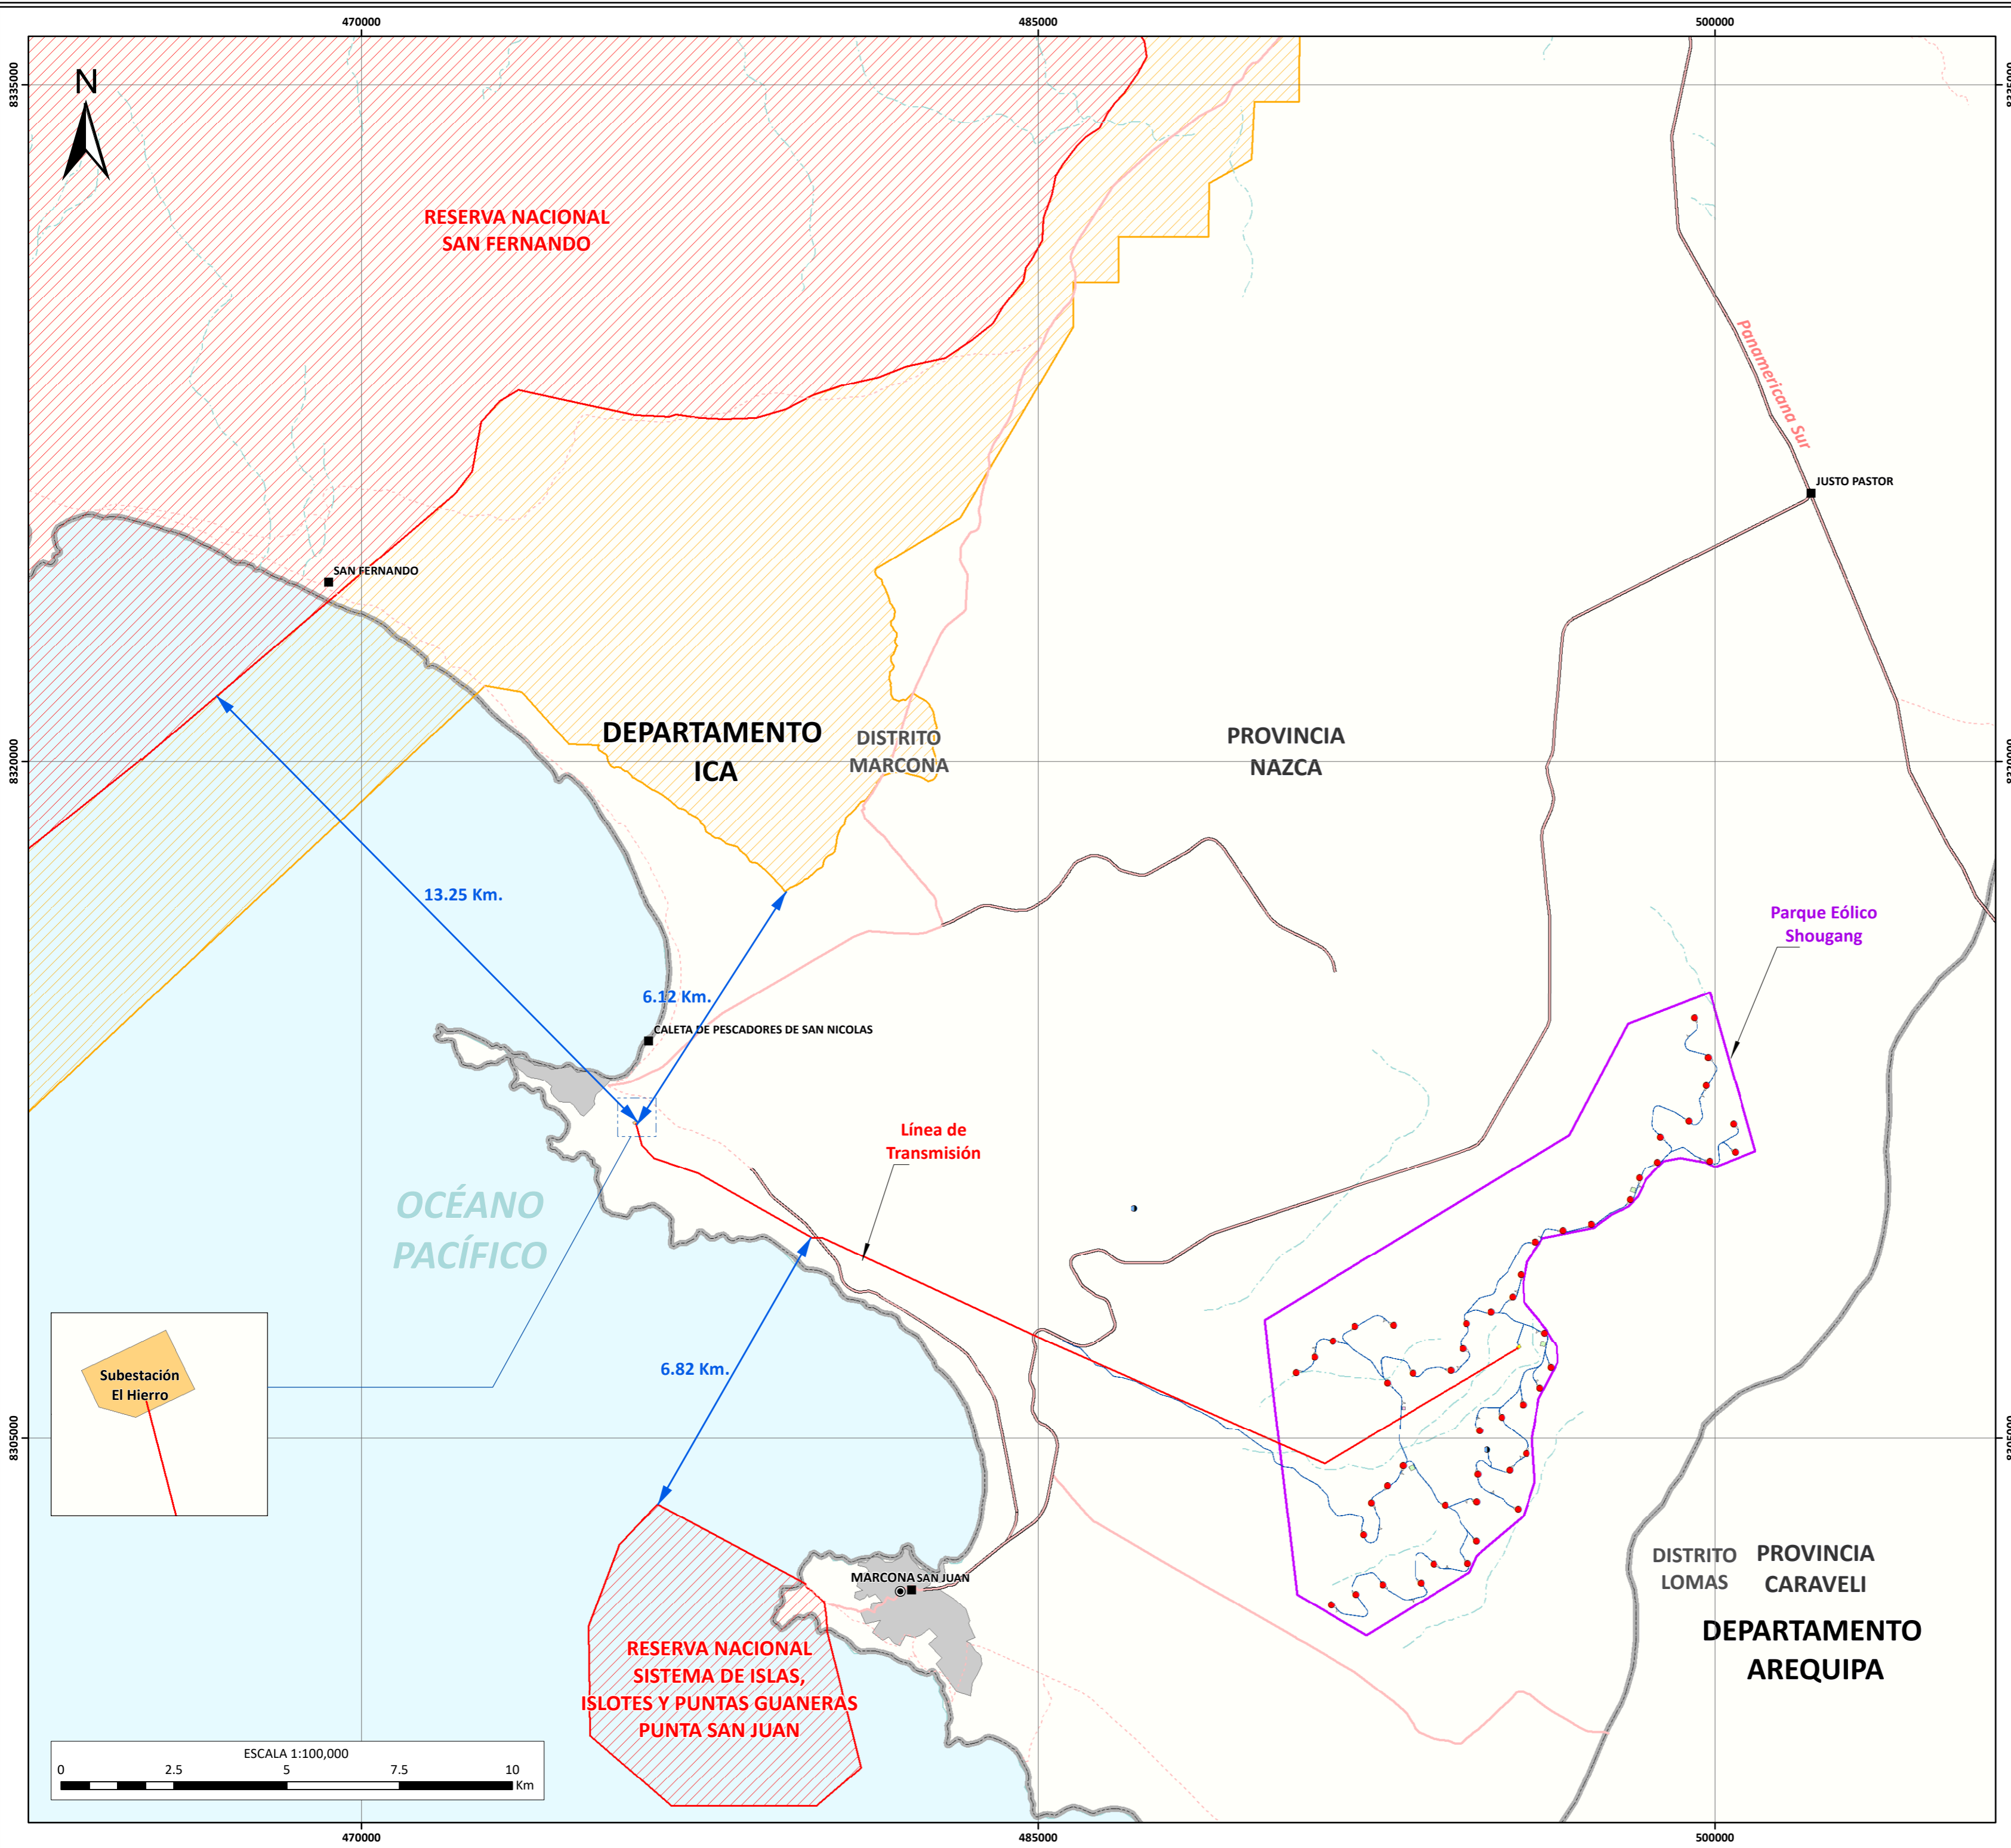 470000
485000
500000
8335000
8335000
N
RESERVA NACIONAL
SAN FERNANDO
Panamericana Sur
JUSTO PASTOR
SAN FERNANDO
DEPARTAMENTO
ICA
DISTRITO
MARCONA
PROVINCIA
NAZCA
8320000
8320000
13.25 Km.
6.12 Km.
Parque Eólico
Shougang
CALETA DE PESCADORES DE SAN NICOLAS
Línea de
Transmisión
OCÉANO
PACÍFICO
6.82 Km.
Subestación
El Hierro
8305000
8305000
MARCONA
SAN JUAN
DISTRITO
LOMAS
PROVINCIA
CARAVELI
DEPARTAMENTO
AREQUIPA
RESERVA NACIONAL
SISTEMA DE ISLAS,
ISLOTES Y PUNTAS GUANERAS
PUNTA SAN JUAN
ESCALA 1:100,000
0 2.5 5 7.5 10
Km
470000
485000
500000